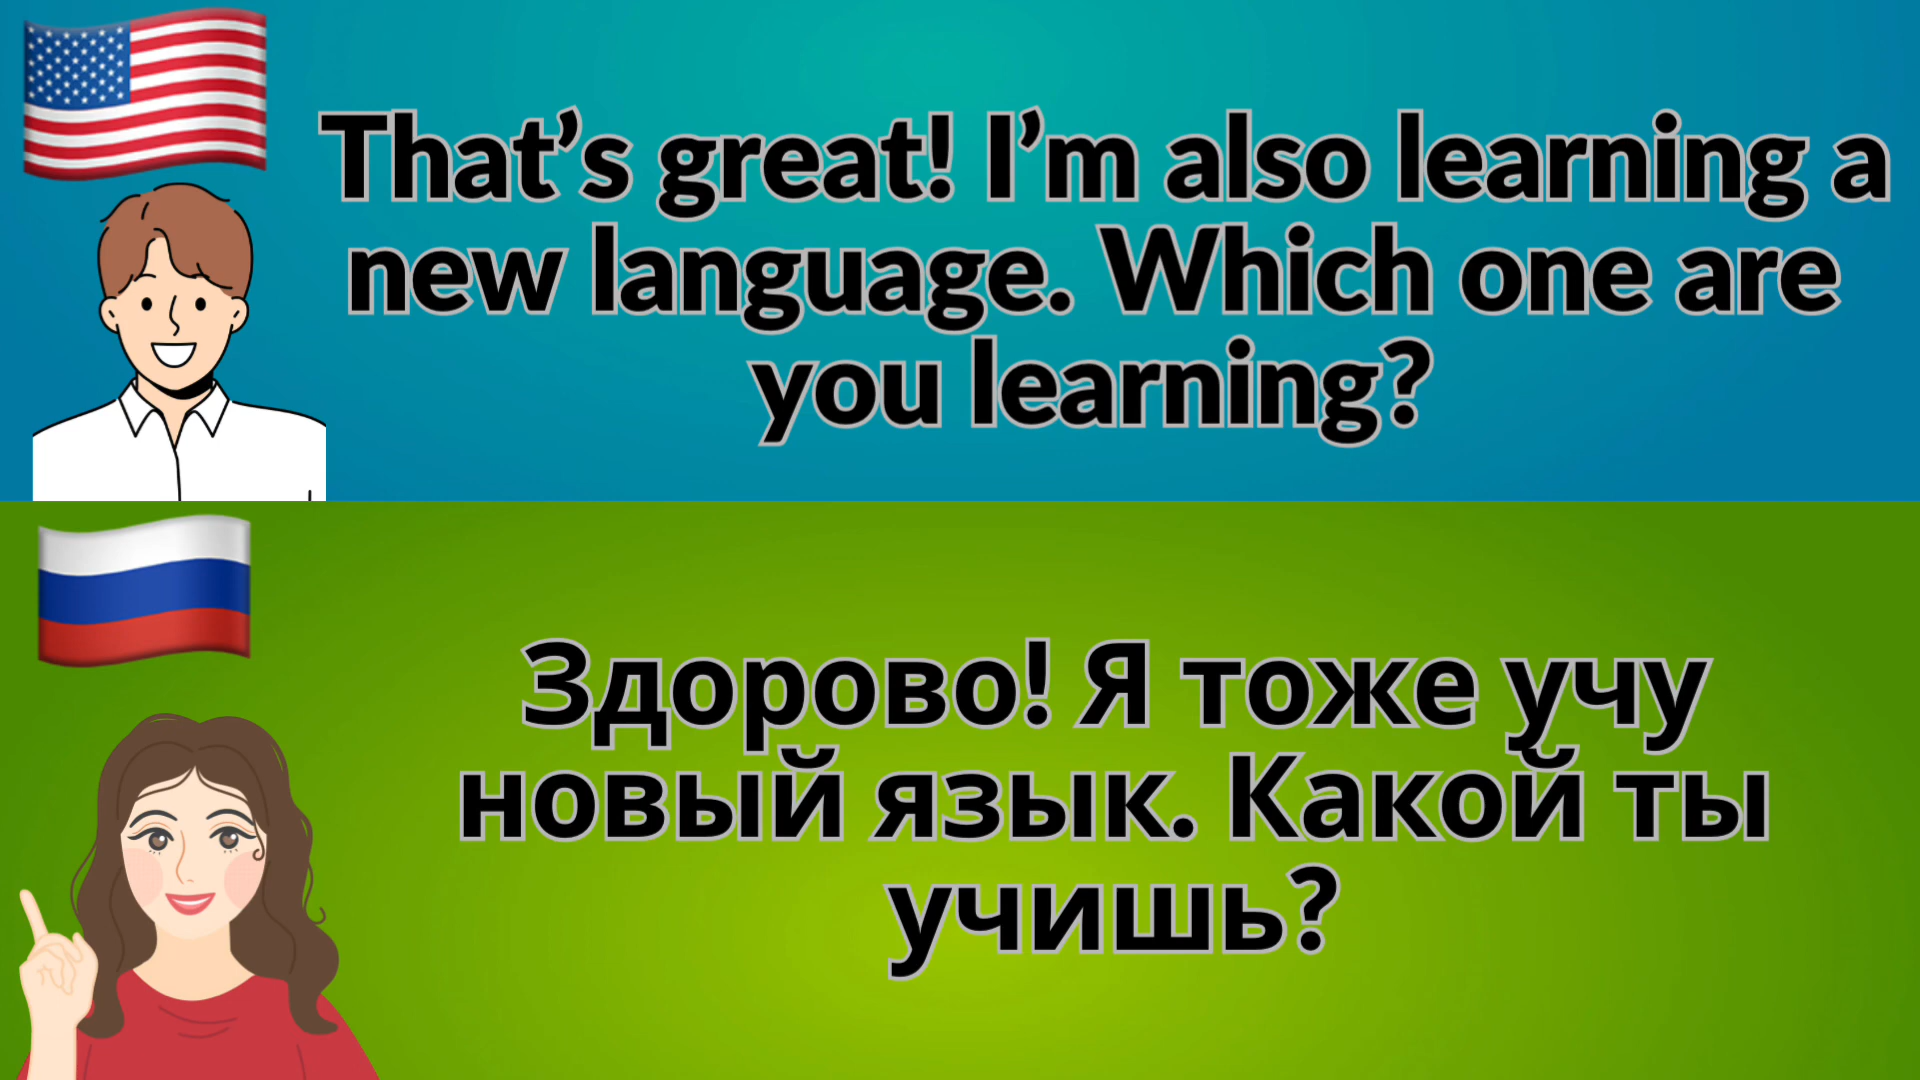 That’s great! I’m also learning a
new language. Which one are
you learning?
Здорово! Я тоже учу
новый язык. Какой ты
учишь?